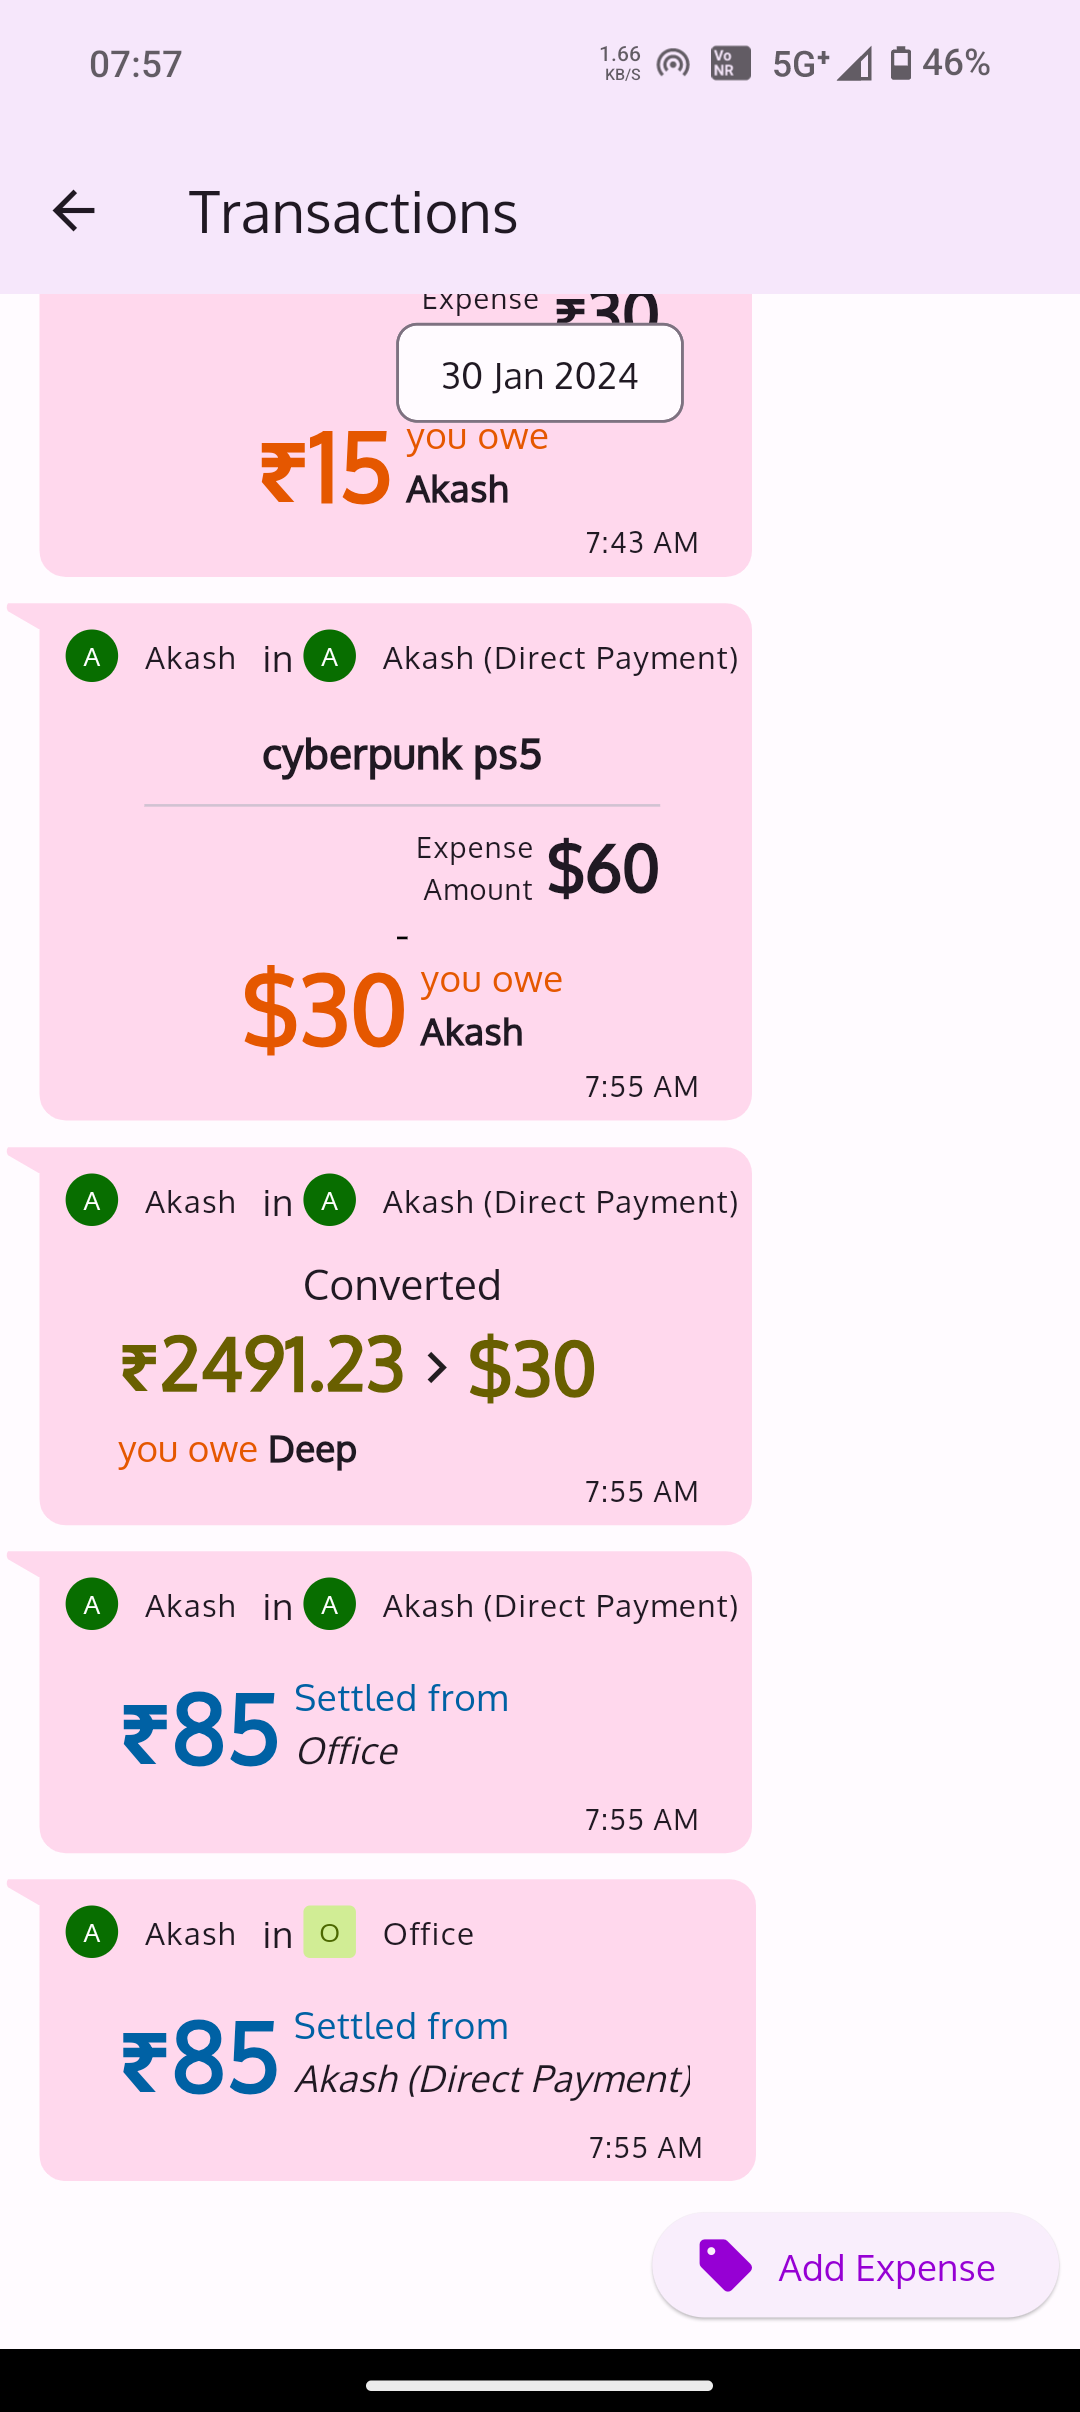 07:57
1.66
KB/S
Vo
NR
5G+
46%
Transactions
Expense ₹30
30 Jan 2024
₹15 you owe
Akash
7:43 AM
A Akash in A Akash (Direct Payment)
cyberpunk ps5
Expense
Amount $60
-
$30 you owe
Akash
7:55 AM
A Akash in A Akash (Direct Payment)
Converted
₹2491.23 > $30
you owe Deep
7:55 AM
A Akash in A Akash (Direct Payment)
₹85 Settled from
Office
7:55 AM
A Akash in O Office
₹85 Settled from
Akash (Direct Payment)
7:55 AM
Add Expense